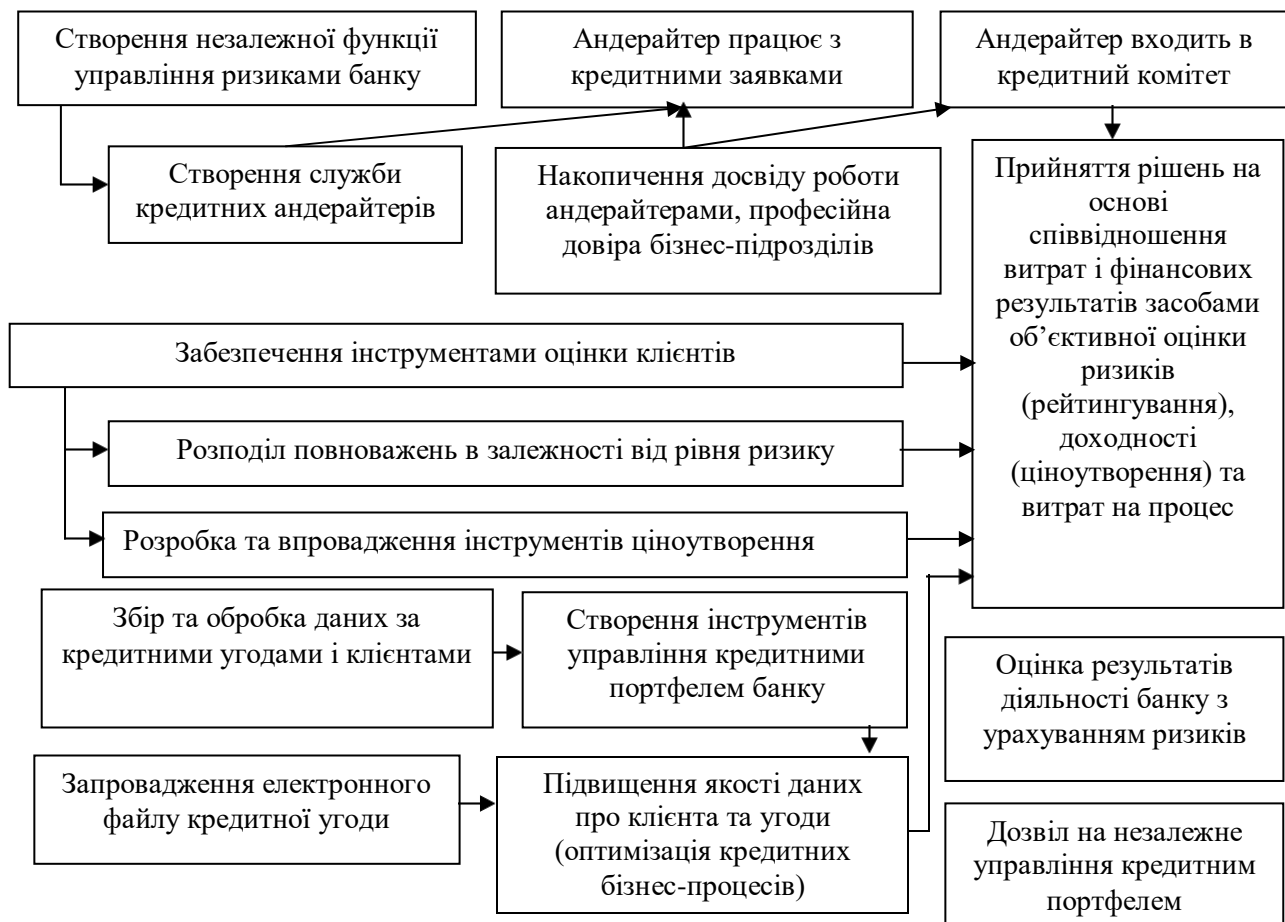 Створення незалежної функції
управління ризиками банку
Андерайтер працює з
кредитними заявками
Андерайтер входить в
кредитний комітет
Створення служби
кредитних андерайтерів
Накопичення досвіду роботи
андерайтерами, професійна
довіра бізнес-підрозділів
Прийняття рішень на
основі
співвідношення
витрат і фінансових
результатів засобами
об’єктивної оцінки
ризиків
(рейтингування),
доходності
(ціноутворення) та
витрат на процес
Забезпечення інструментами оцінки клієнтів
Розподіл повноважень в залежності від рівня ризику
Розробка та впровадження інструментів ціноутворення
Збір та обробка даних за
кредитними угодами і клієнтами
Створення інструментів
управління кредитними
портфелем банку
Оцінка результатів
діяльності банку з
урахуванням ризиків
Запровадження електронного
файлу кредитної угоди
Підвищення якості даних
про клієнта та угоди
(оптимізація кредитних
бізнес-процесів)
Дозвіл на незалежне
управління кредитним
портфелем